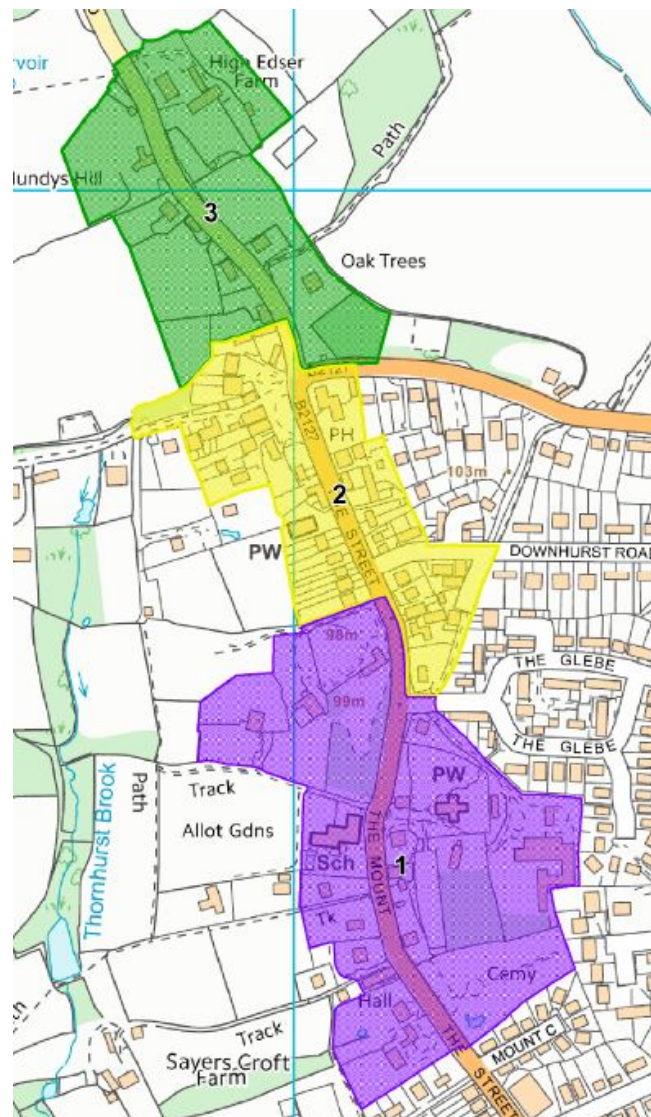 High Edser
Farm
Path
3
Oak Trees
B2127
PH
103m
2
THE STREET
PW
DOWNHURST ROAD
98m
THE GLEBE
99m
THE GLEBE
PW
Track
Path
Allot Gdns
Thornhurst Brook
Sch
THE MOUNT
1
Tk
Cemy
Hall
Track
MOUNT C
Sayers Croft
Farm
THE STREET